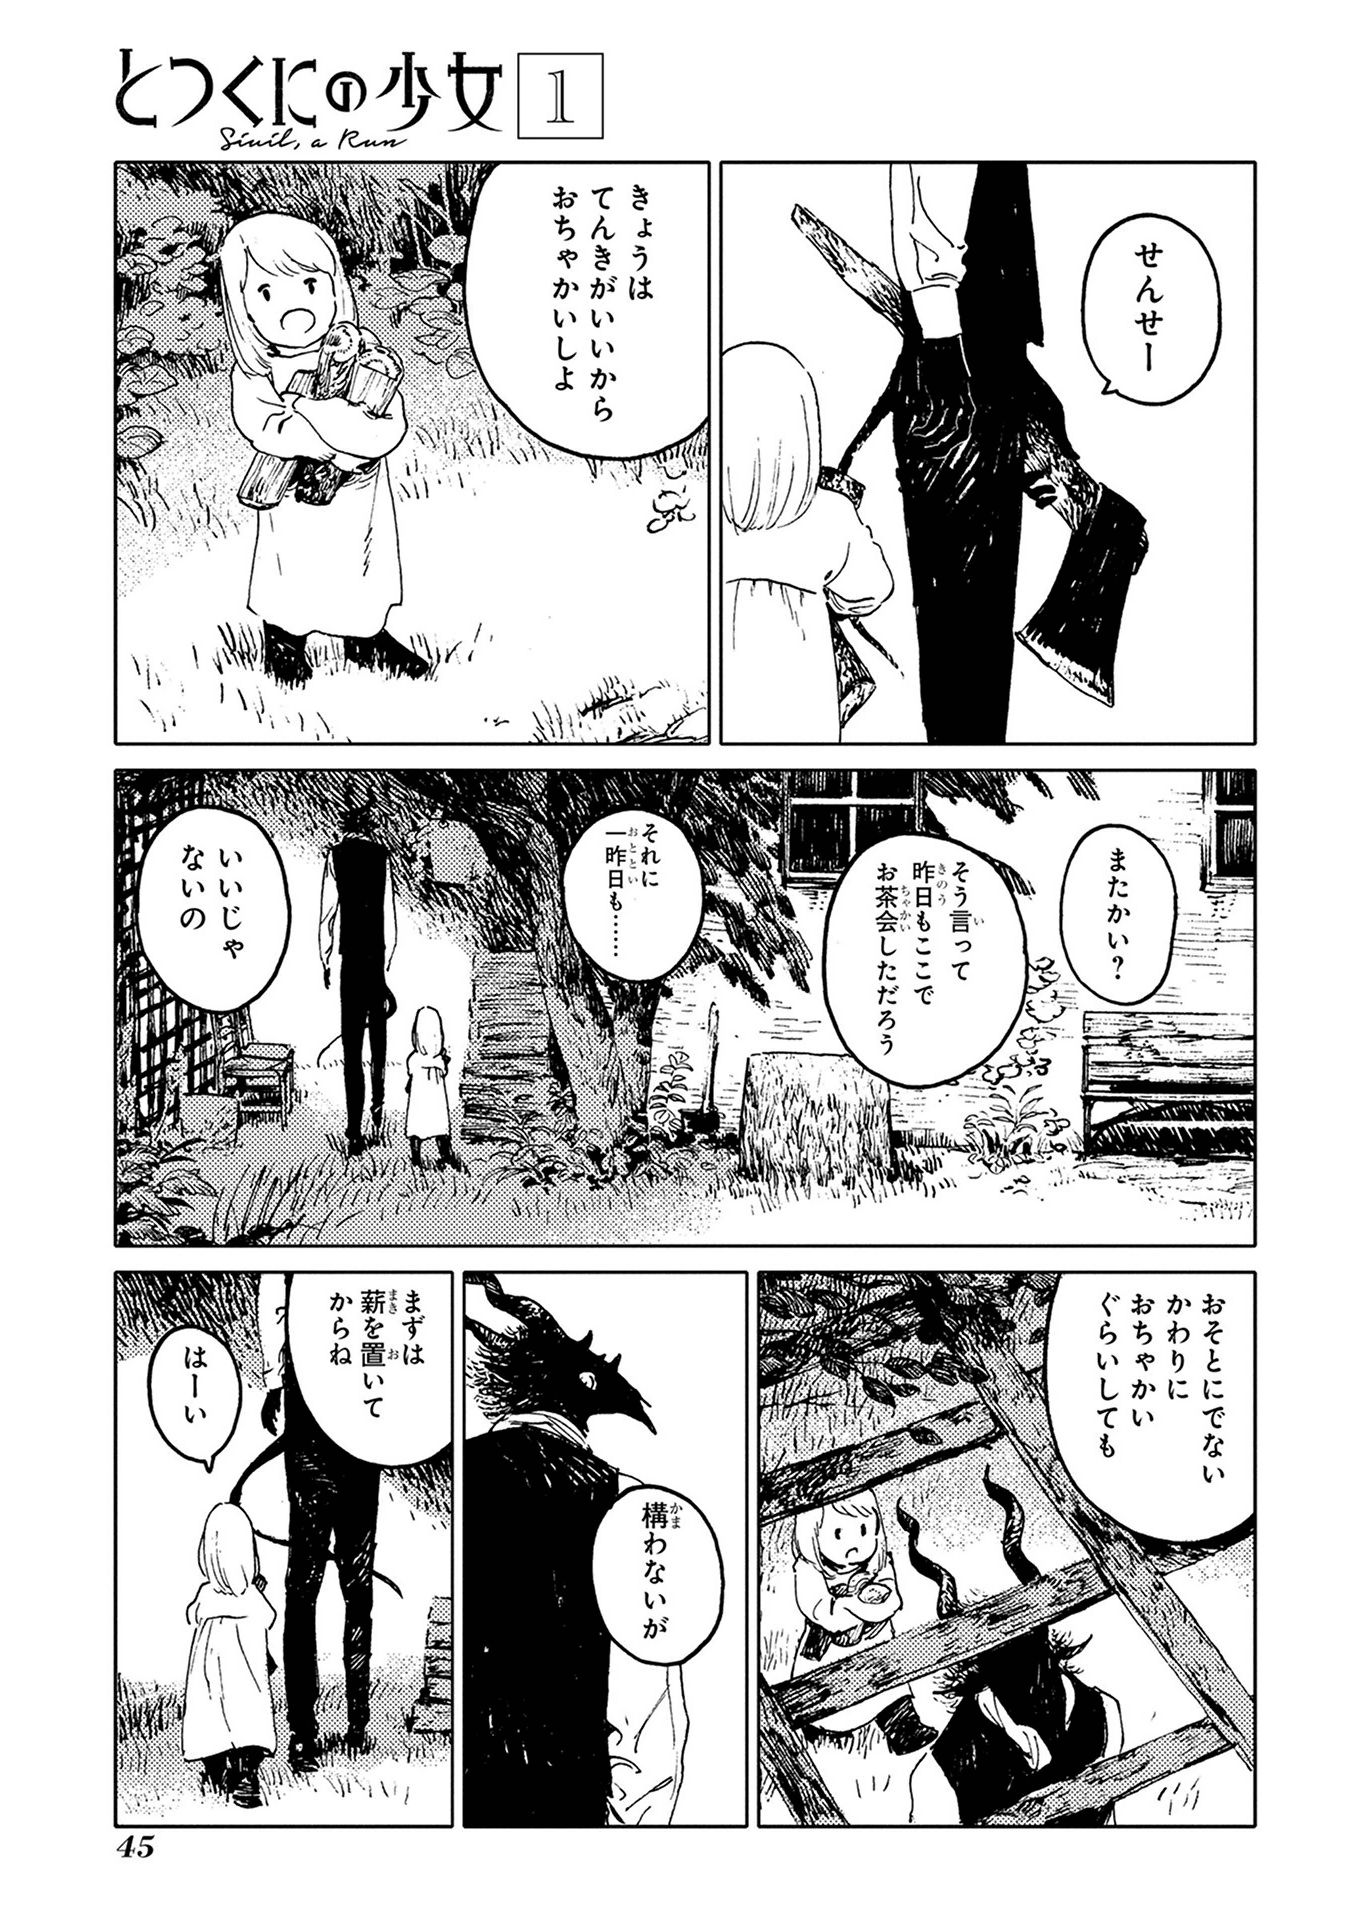 とつくにの少女
1
Siuil, a Run
せんせー
きょうは
てんきがいいから
おちゃかいしよ
またかい?
そう言って
昨日もここで
お茶会しただろう
それに
一昨日も……
いいじゃ
ないの
おそとにでない
かわりに
おちゃかい
ぐらいしても
構わないが
まずは
薪を置いて
からね
はーい
45